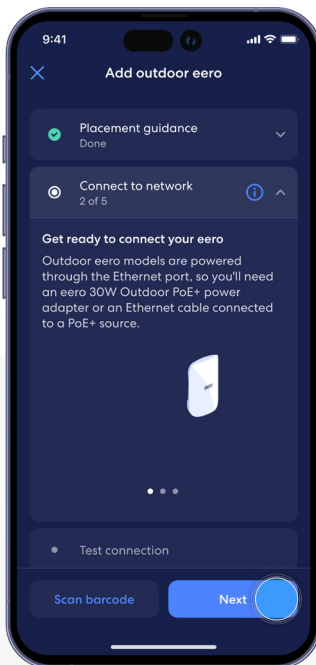 9:41
Add outdoor eero
Placement guidance
Done
Connect to network
2 of 5
Get ready to connect your eero
Outdoor eero models are powered
through the Ethernet port, so you'll need
an eero 30W Outdoor PoE+ power
adapter or an Ethernet cable connected
to a PoE+ source.
eero
Test connection
Scan barcode
Next